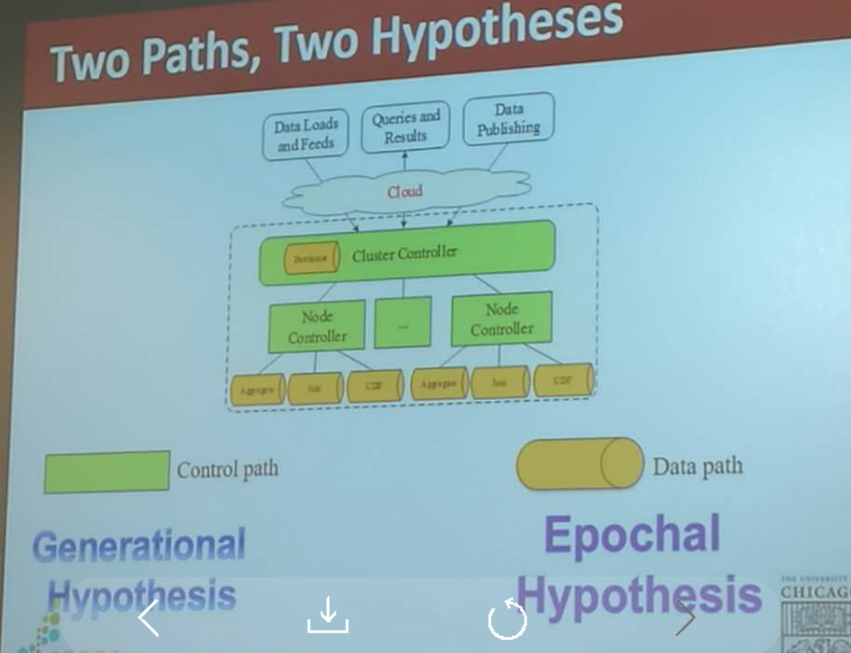 Two Paths, Two Hypotheses
Data Loads
and Feeds
Queries and
Results
Data
Publishing
Cloud
Cluster Controller
Node
Controller
...
Node
Controller
Aggregate
Join
UDF
Aggregate
Join
UDF
Control path
Data path
Generational
Hypothesis
Epochal
Hypothesis
THE UNIVERSITY
CHICAG